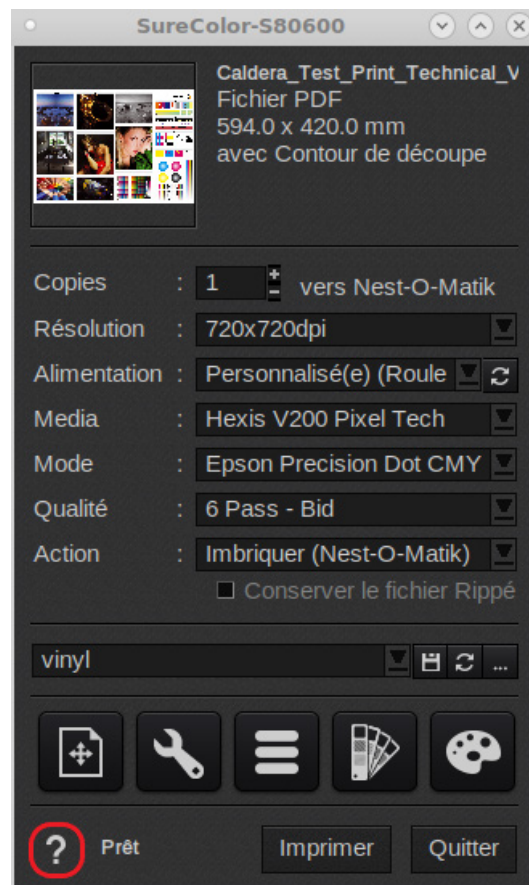 SureColor-S80600
Caldera_Test_Print_Technical_V
Fichier PDF
594.0 x 420.0 mm
avec Contour de découpe
Copies : 1 vers Nest-O-Matik
Résolution : 720x720dpi
Alimentation : Personnalisé(e) (Roule
Media : Hexis V200 Pixel Tech
Mode : Epson Precision Dot CMY
Qualité : 6 Pass - Bid
Action : Imbriquer (Nest-O-Matik)
Conserver le fichier Rippé
vinyl ...
? Prêt Imprimer Quitter